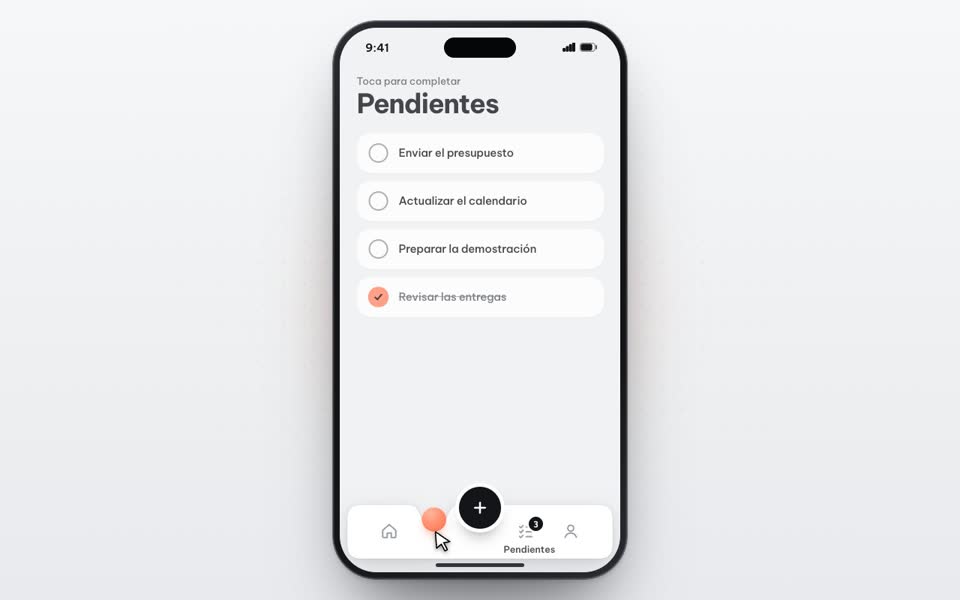 9:41
Toca para completar
Pendientes
Enviar el presupuesto
Actualizar el calendario
Preparar la demostración
Revisar las entregas
+
3
Pendientes